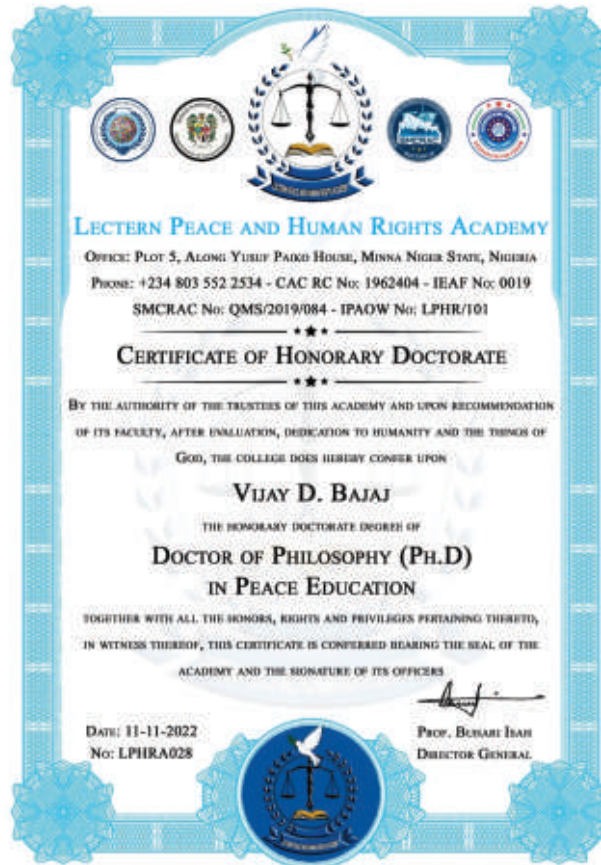 LECTERN PEACE AND HUMAN RIGHTS ACADEMY
OFFICE: PLOT 5, ALONG YUSUF PAIKO HOUSE, MINNA NIGER STATE, NIGERIA
PHONE: +234 803 552 2534 - CAC RC NO: 1962404 - IEAF NO: 0019
SMCRAC NO: QMS/2019/084 - IPAOW NO: LPHR/101
CERTIFICATE OF HONORARY DOCTORATE
BY THE AUTHORITY OF THE TRUSTEES OF THIS ACADEMY AND UPON RECOMMENDATION
OF ITS FACULTY, AFTER EVALUATION, DEDICATION TO HUMANITY AND THE THINGS OF
GOD, THE COLLEGE DOES HEREBY CONFER UPON
VIJAY D. BAJAJ
THE HONORARY DOCTORATE DEGREE OF
DOCTOR OF PHILOSOPHY (PH.D)
IN PEACE EDUCATION
TOGETHER WITH ALL THE HONORS, RIGHTS AND PRIVILEGES PERTAINING THERETO,
IN WITNESS THEREOF, THIS CERTIFICATE IS CONFERRED BEARING THE SEAL OF THE
ACADEMY AND THE SIGNATURE OF ITS OFFICERS
DATE: 11-11-2022
NO: LPHRA028
PROF. BUHARI ISAH
DIRECTOR GENERAL